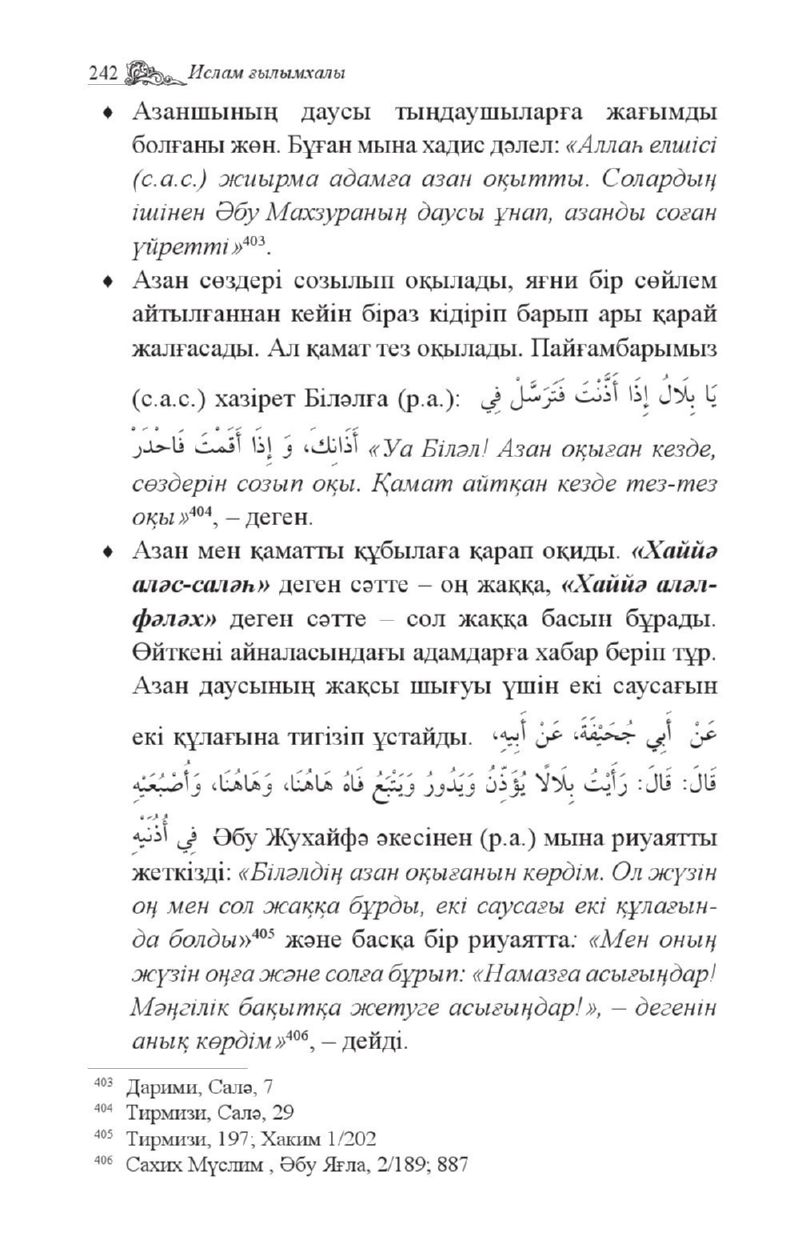 242 Ислам ғылымхалы
♦ Азаншының даусы тыңдаушыларға жағымды
болғаны жөн. Бұған мына хадис дәлел: «Аллаһ елшісі
(с.а.с.) жиырма адамға азан оқытты. Солардың
ішінен Әбу Махзураның даусы ұнап, азанды соған
үйретті»⁴⁰³.
♦ Азан сөздері созылып оқылады, яғни бір сөйлем
айтылғаннан кейін біраз кідіріп барып ары қарай
жалғасады. Ал қамат тез оқылады. Пайғамбарымыз
(с.а.с.) хазірет Біләлға (р.а.): يَا بِلَالُ إِذَا أَذَّنْتَ فَتَرَسَّلْ فِي
أَذَانِكَ، وَ إِذَا أَقَمْتَ فَاحْدَرْ «Уа Біләл! Азан оқыған кезде,
сөздерін созып оқы. Қамат айтқан кезде тез-тез
оқы»⁴⁰⁴, – деген.
♦ Азан мен қаматты құбылаға қарап оқиды. «Хаййә
аләс-саләһ» деген сәтте – оң жаққа, «Хаййә аләл-
фәләх» деген сәтте – сол жаққа басын бұрады.
Өйткені айналасындағы адамдарға хабар беріп тұр.
Азан даусының жақсы шығуы үшін екі саусағын
екі құлағына тигізіп ұстайды. عَنْ أَبِي جُحَيْفَةَ، عَنْ أَبِيهِ،
قَالَ: قَالَ: رَأَيْتُ بِلَالًا يُؤَذِّنُ وَيَدُورُ وَيَتْبَعُ فَاهُ هَاهُنَا، وَهَاهُنَا، وَأَصْبُعَيْهِ
فِي أُذُنَيْهِ Әбу Жухайфә әкесінен (р.а.) мына риуаятты
жеткізді: «Біләлдің азан оқығанын көрдім. Ол жүзін
оң мен сол жаққа бұрды, екі саусағы екі құлағын-
да болды»⁴⁰⁵ және басқа бір риуаятта: «Мен оның
жүзін оңға және солға бұрып: «Намазға асығыңдар!
Мәңгілік бақытқа жетуге асығыңдар!», – дегенін
анық көрдім»⁴⁰⁶, – дейді.
⁴⁰³ Дарими, Салә, 7
⁴⁰⁴ Тирмизи, Салә, 29
⁴⁰⁵ Тирмизи, 197; Хаким 1/202
⁴⁰⁶ Сахих Мүслим , Әбу Яғла, 2/189; 887